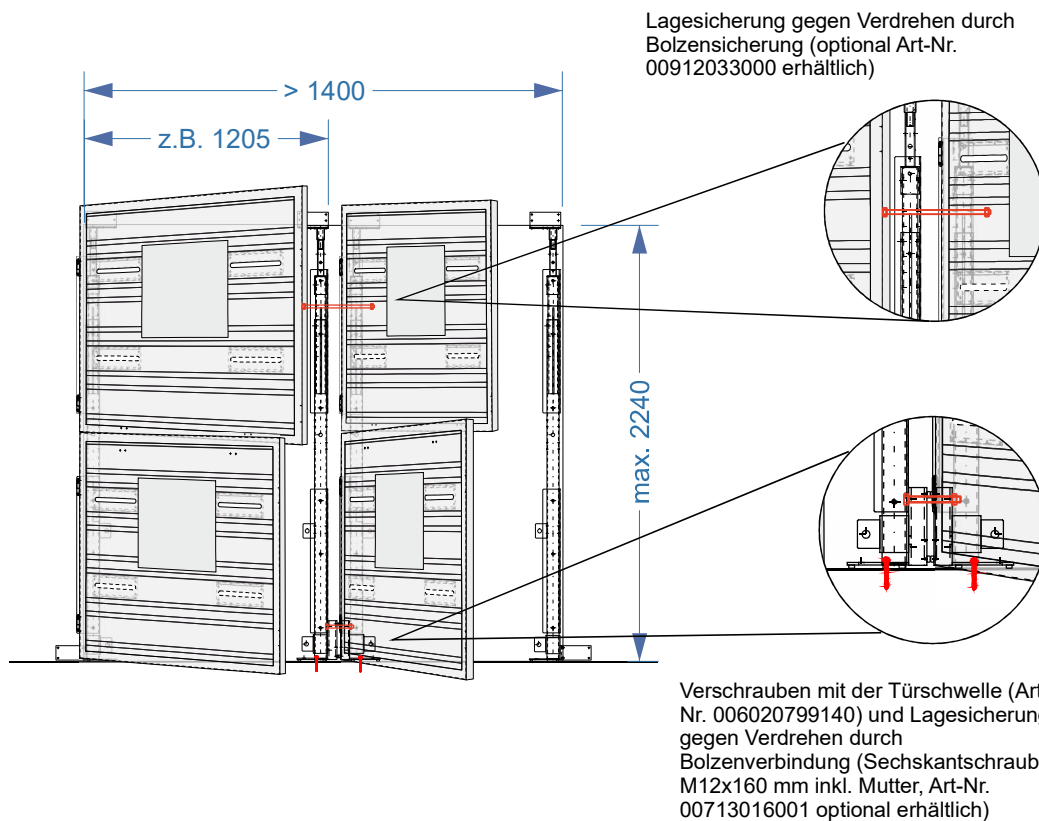 Lagesicherung gegen Verdrehen durch
Bolzensicherung (optional Art-Nr.
00912033000 erhältlich)
> 1400
z.B. 1205
max. 2240
Verschrauben mit der Türschwelle (Art
Nr. 006020799140) und Lagesicherung
gegen Verdrehen durch
Bolzenverbindung (Sechskantschraub
M12x160 mm inkl. Mutter, Art-Nr.
00713016001 optional erhältlich)